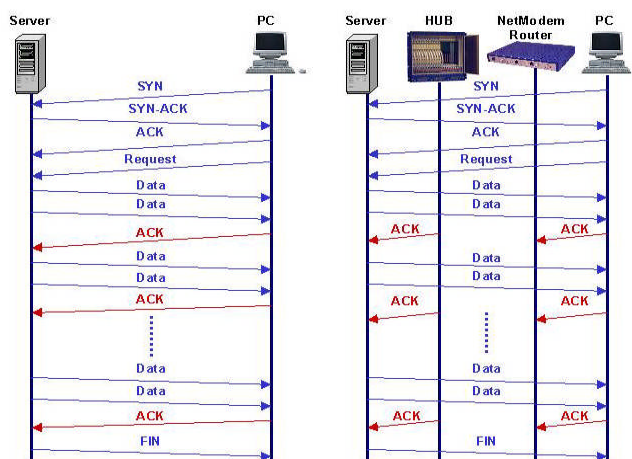 Server
PC
SYN
SYN-ACK
ACK
Request
Data
Data
ACK
Data
Data
ACK
Data
Data
ACK
FIN
Server
HUB
NetModem
Router
PC
SYN
SYN-ACK
ACK
Request
Data
Data
ACK
ACK
Data
Data
ACK
ACK
Data
Data
ACK
ACK
FIN